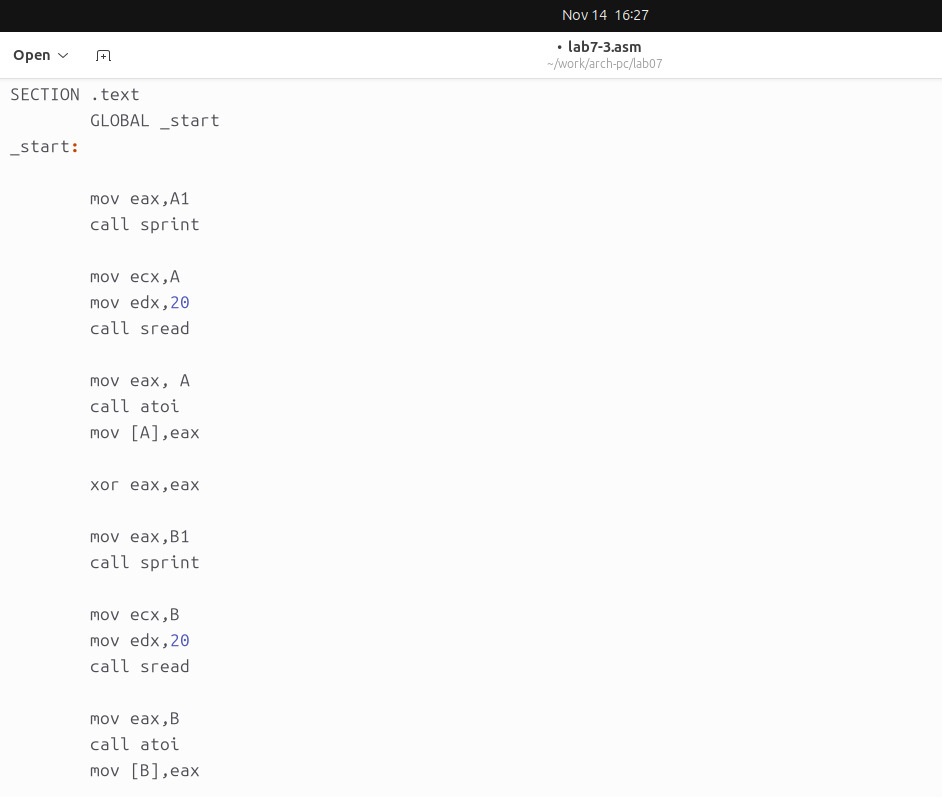 Nov 14 16:27
Open
• lab7-3.asm
~/work/arch-pc/lab07
SECTION .text
GLOBAL _start
_start:
mov eax,A1
call sprint
mov ecx,A
mov edx,20
call sread
mov eax, A
call atoi
mov [A],eax
xor eax,eax
mov eax,B1
call sprint
mov ecx,B
mov edx,20
call sread
mov eax,B
call atoi
mov [B],eax